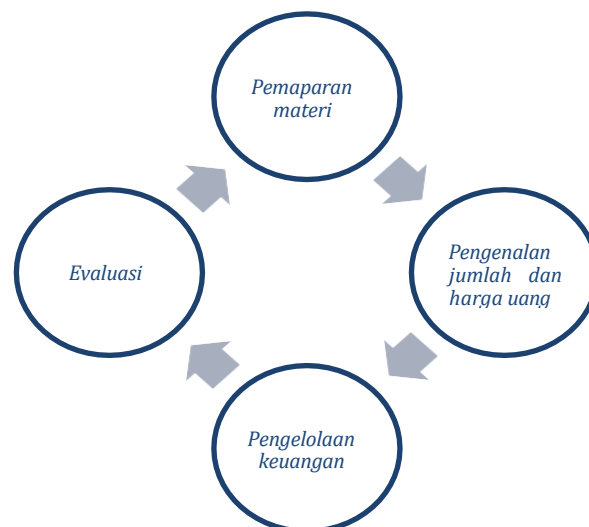 Pemaparan
materi
Pengenalan
jumlah dan
harga uang
Pengelolaan
keuangan
Evaluasi